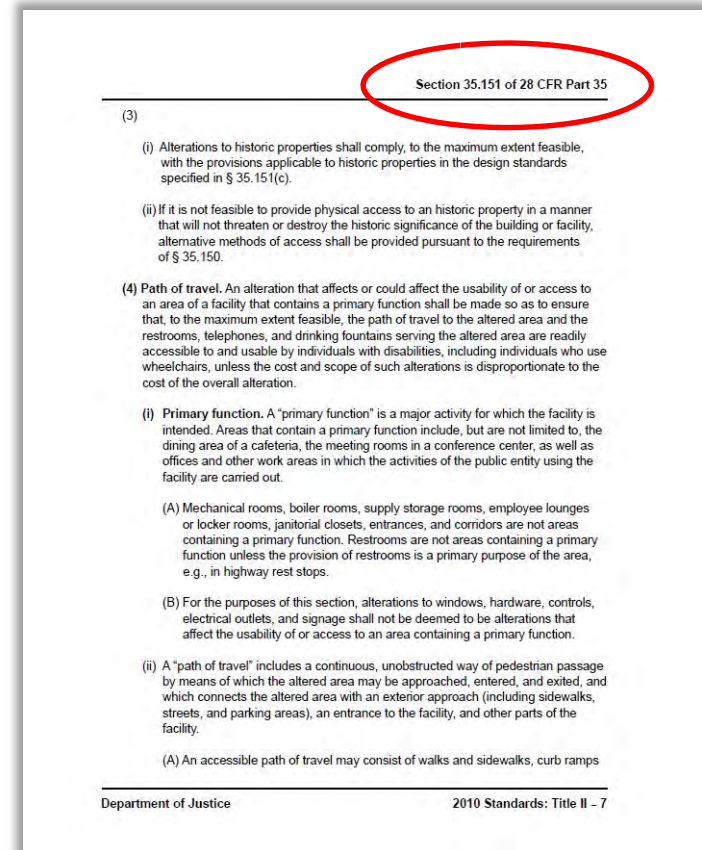 Section 35.151 of 28 CFR Part 35
(3)
(i) Alterations to historic properties shall comply, to the maximum extent feasible,
with the provisions applicable to historic properties in the design standards
specified in § 35.151(c).
(ii) If it is not feasible to provide physical access to an historic property in a manner
that will not threaten or destroy the historic significance of the building or facility,
alternative methods of access shall be provided pursuant to the requirements
of § 35.150.
(4) Path of travel. An alteration that affects or could affect the usability of or access to
an area of a facility that contains a primary function shall be made so as to ensure
that, to the maximum extent feasible, the path of travel to the altered area and the
restrooms, telephones, and drinking fountains serving the altered area are readily
accessible to and usable by individuals with disabilities, including individuals who use
wheelchairs, unless the cost and scope of such alterations is disproportionate to the
cost of the overall alteration.
(i) Primary function. A “primary function” is a major activity for which the facility is
intended. Areas that contain a primary function include, but are not limited to, the
dining area of a cafeteria, the meeting rooms in a conference center, as well as
offices and other work areas in which the activities of the public entity using the
facility are carried out.
(A) Mechanical rooms, boiler rooms, supply storage rooms, employee lounges
or locker rooms, janitorial closets, entrances, and corridors are not areas
containing a primary function. Restrooms are not areas containing a primary
function unless the provision of restrooms is a primary purpose of the area,
e.g., in highway rest stops.
(B) For the purposes of this section, alterations to windows, hardware, controls,
electrical outlets, and signage shall not be deemed to be alterations that
affect the usability of or access to an area containing a primary function.
(ii) A “path of travel” includes a continuous, unobstructed way of pedestrian passage
by means of which the altered area may be approached, entered, and exited, and
which connects the altered area with an exterior approach (including sidewalks,
streets, and parking areas), an entrance to the facility, and other parts of the
facility.
(A) An accessible path of travel may consist of walks and sidewalks, curb ramps
Department of Justice 2010 Standards: Title II – 7